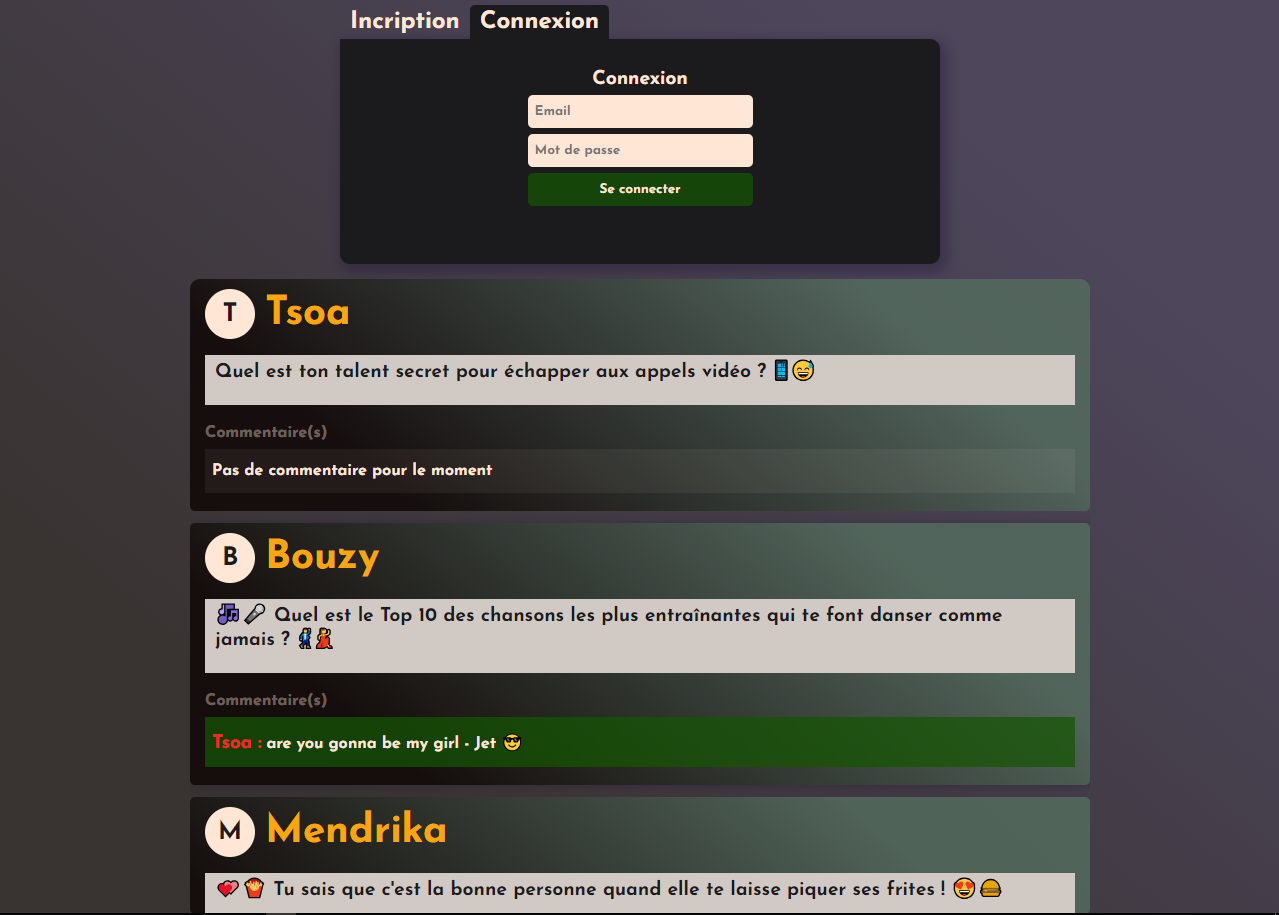 Incription Connexion
Connexion
Email
Mot de passe
Se connecter
T Tsoa
Quel est ton talent secret pour échapper aux appels vidéo ? 📱😅
Commentaire(s)
Pas de commentaire pour le moment
B Bouzy
🎶🎤 Quel est le Top 10 des chansons les plus entraînantes qui te font danser comme
jamais ? 🕺💃
Commentaire(s)
Tsoa : are you gonna be my girl - Jet 😎
M Mendrika
💕🍟 Tu sais que c'est la bonne personne quand elle te laisse piquer ses frites ! 😍🍔